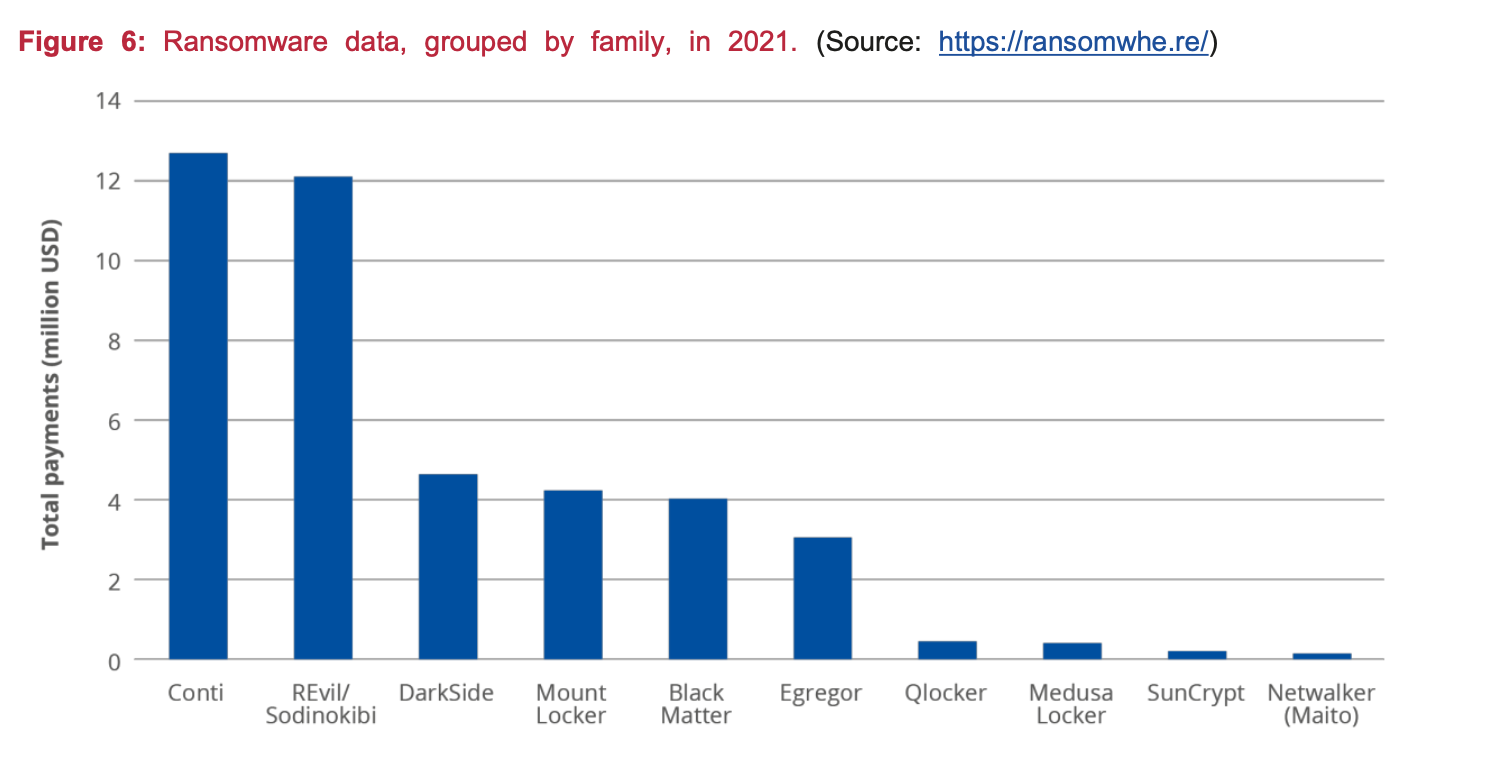 Figure 6: Ransomware data, grouped by family, in 2021. (Source: https://ransomwhe.re/)
14
12
10
8
6
4
2
0
Total payments (million USD)
Conti
REvil/
Sodinokibi
DarkSide
Mount
Locker
Black
Matter
Egregor
Qlocker
Medusa
Locker
SunCrypt
Netwalker
(Maito)